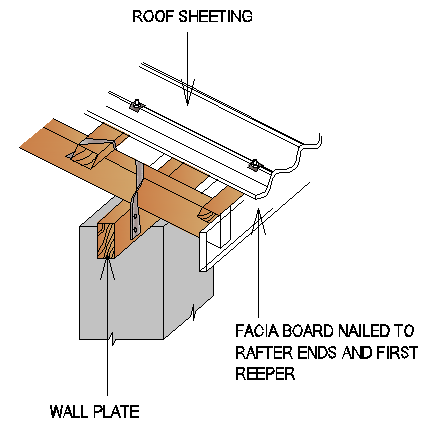 ROOF SHEETING
FACIA BOARD NAILED TO
RAFTER ENDS AND FIRST
REEPER
WALL PLATE